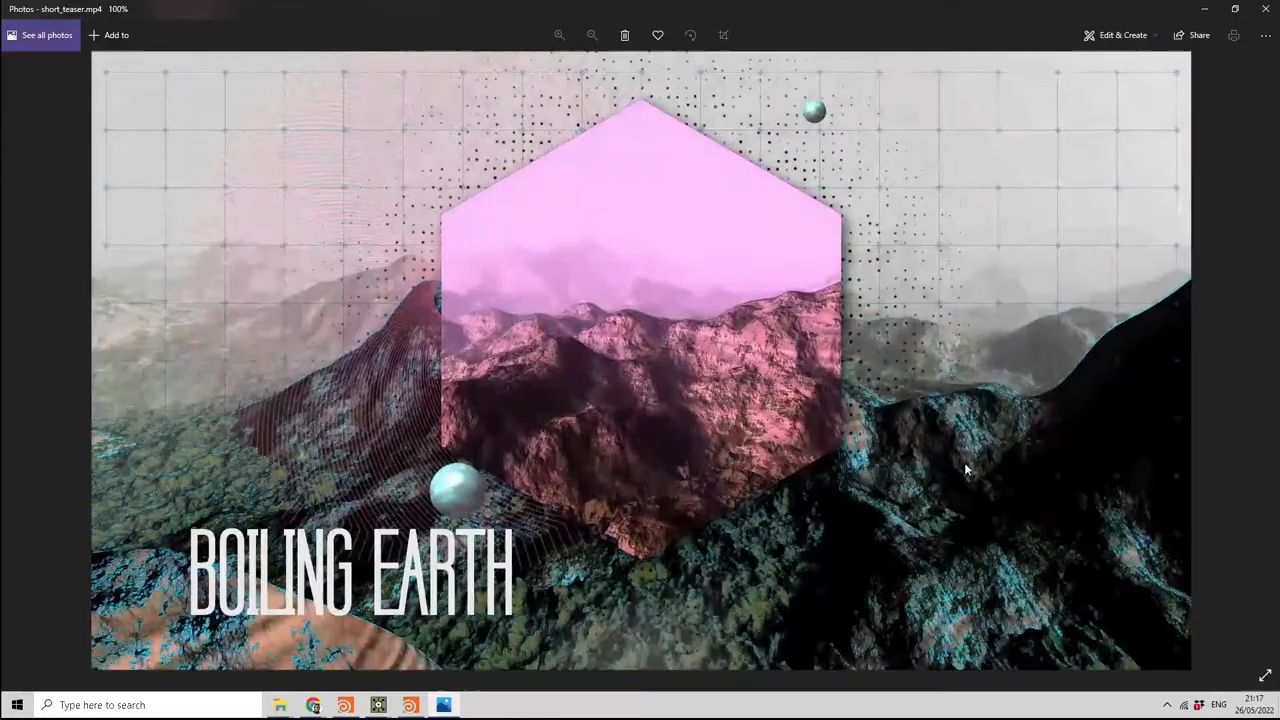 Photos - short_teaser.mp4 100%
See all photos
Add to
Edit & Create
Share
BOILING EARTH
Type here to search
ENG
21:17
26/05/2022